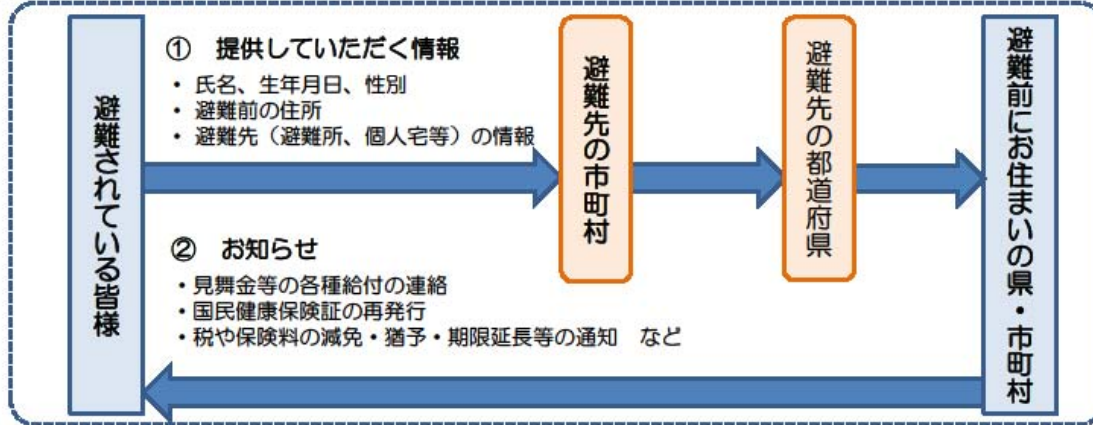 避難されている皆様
① 提供していただく情報
・ 氏名、生年月日、性別
・ 避難前の住所
・ 避難先（避難所、個人宅等）の情報
避難先の市町村
避難先の都道府県
避難前にお住まいの県・市町村
② お知らせ
・見舞金等の各種給付の連絡
・国民健康保険証の再発行
・税や保険料の減免・猶予・期限延長等の通知 など